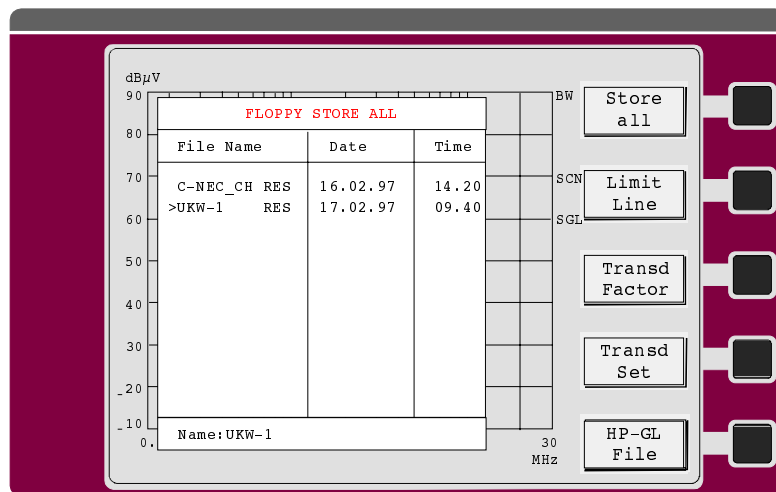 dBµV
90
80
70
60
50
40
30
_20
_10
0.
FLOPPY STORE ALL
File Name Date Time
C-NEC_CH RES 16.02.97 14.20
>UKW-1 RES 17.02.97 09.40
Name:UKW-1
BW
SCN
SGL
30
MHz
Store
all
Limit
Line
Transd
Factor
Transd
Set
HP-GL
File